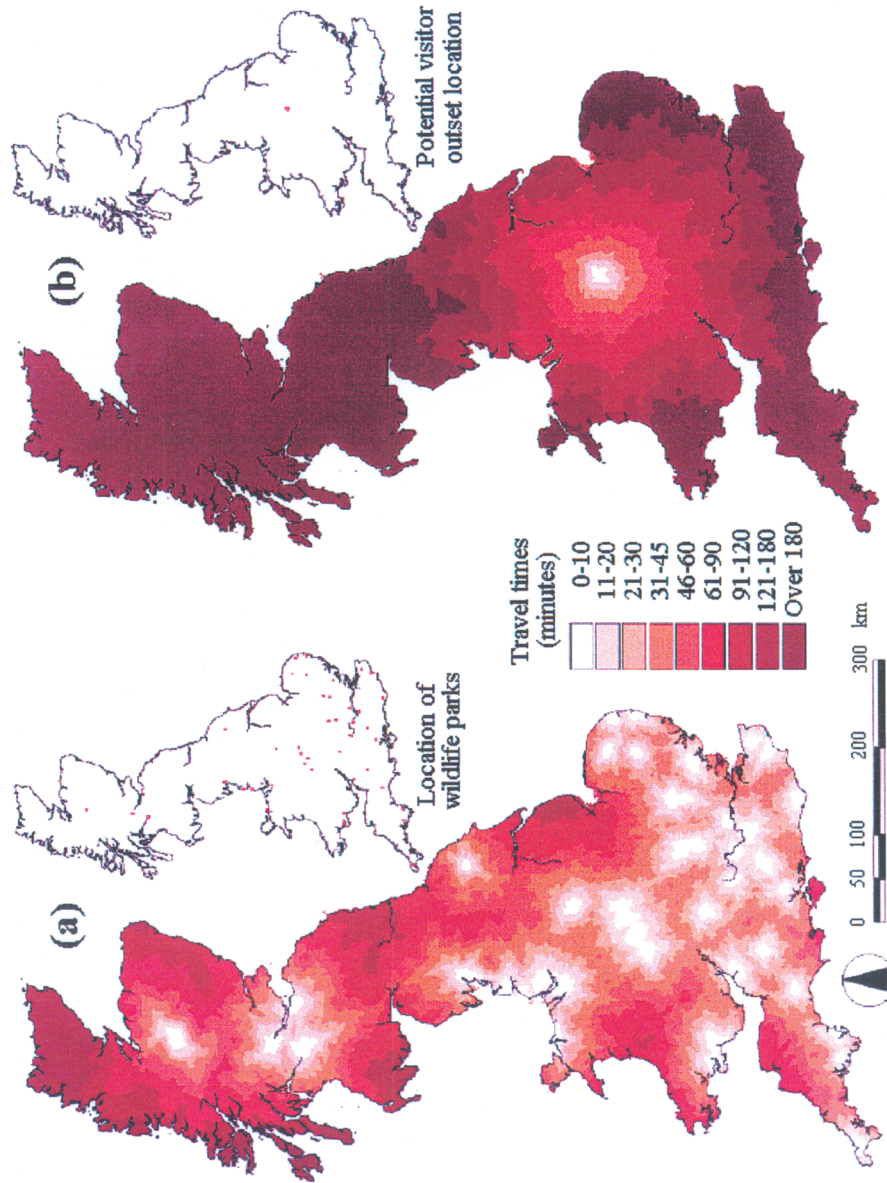 (a)
Location of
wildlife parks
(b)
Potential visitor
outset location
Travel times
(minutes)
0-10
11-20
21-30
31-45
46-60
61-90
91-120
121-180
Over 180
0 50 100 200 300 km